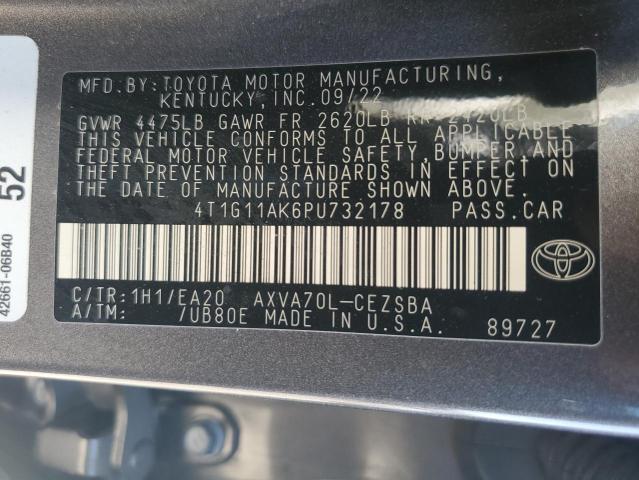 MFD.BY:TOYOTA MOTOR MANUFACTURING,
KENTUCKY,INC.09/22
GVWR 4475LB GAWR FR 2620LB RR 2420LB
THIS VEHICLE CONFORMS TO ALL APPLICABLE
FEDERAL MOTOR VEHICLE SAFETY,BUMPER,AND
THEFT PREVENTION STANDARDS IN EFFECT ON
THE DATE OF MANUFACTURE SHOWN ABOVE.
4T1G11AK6PU732178 PASS.CAR
C/TR:1H1/EA20 AXVA70L-CEZSBA
A/TM: /UB80E MADE IN U.S.A. 89727
52
42661-06B40